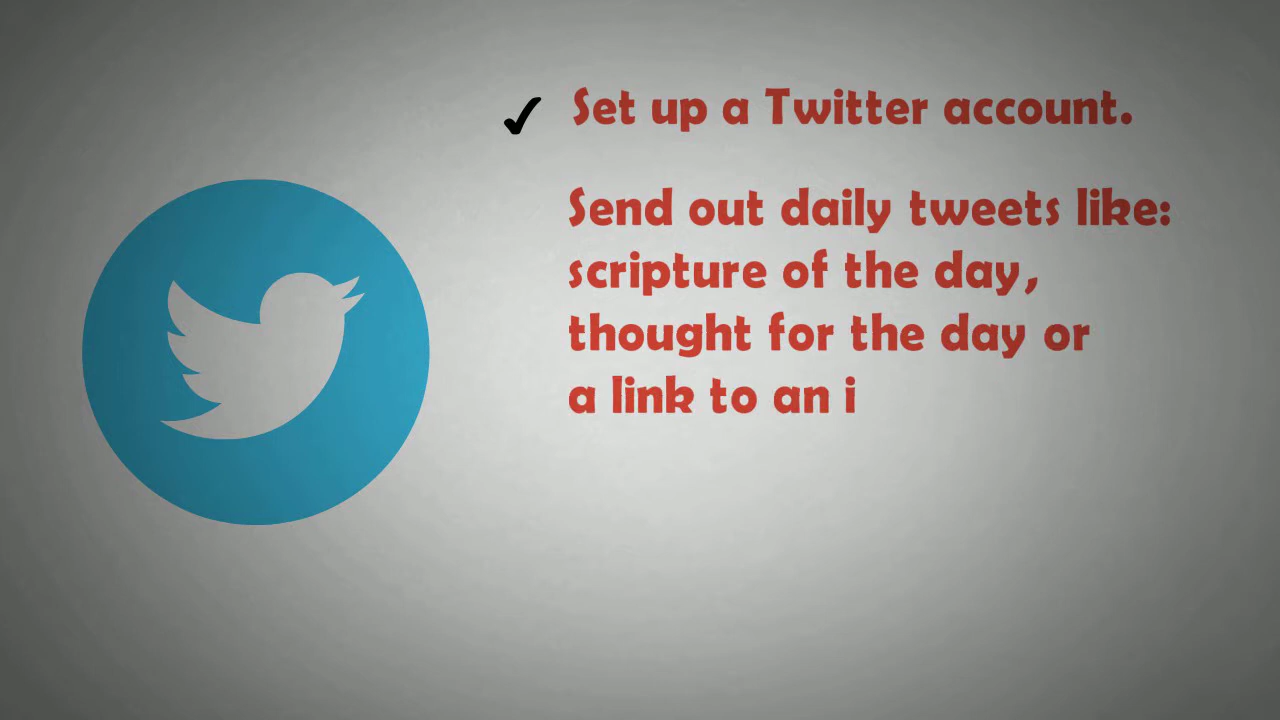 Set up a Twitter account.
Send out daily tweets like:
scripture of the day,
thought for the day or
a link to an i